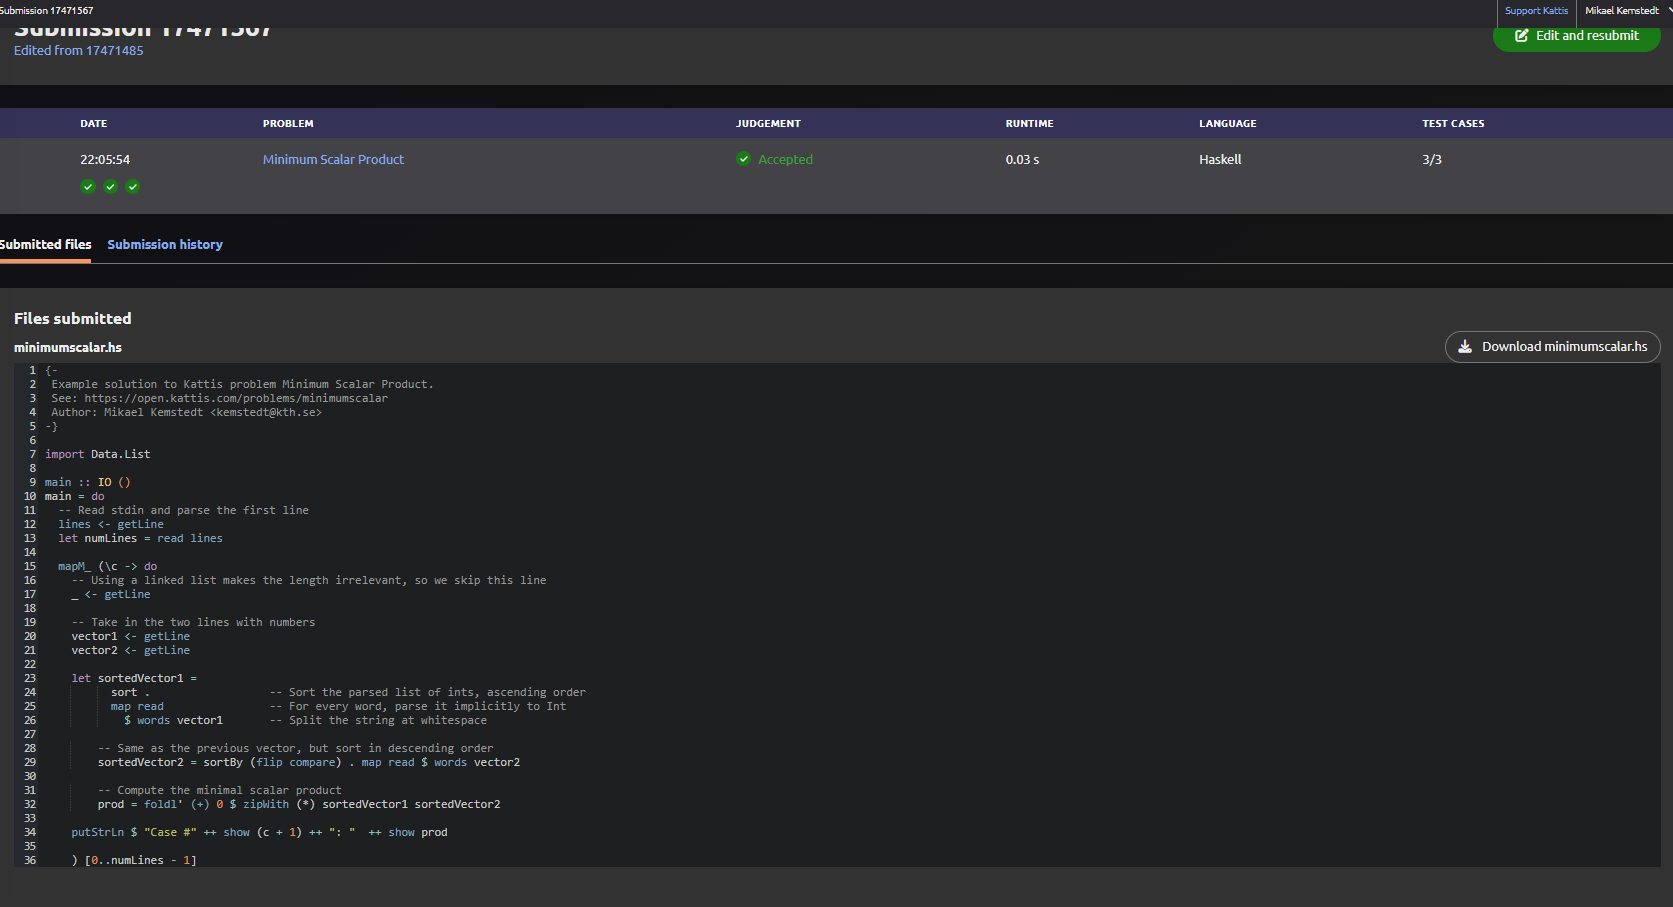 Submission 17471567
Support Kattis
Mikael Kemstedt
Submission 17471567
Edited from 17471485
Edit and resubmit
DATE PROBLEM JUDGEMENT RUNTIME LANGUAGE TEST CASES
22:05:54 Minimum Scalar Product Accepted 0.03 s Haskell 3/3
Submitted files Submission history
Files submitted
minimumscalar.hs
Download minimumscalar.hs
1 {-
2  Example solution to Kattis problem Minimum Scalar Product.
3  See: https://open.kattis.com/problems/minimumscalar
4  Author: Mikael Kemstedt <kemstedt@kth.se>
5 -}
6
7 import Data.List
8
9 main :: IO ()
10 main = do
11   -- Read stdin and parse the first line
12   lines <- getLine
13   let numLines = read lines
14
15   mapM_ (\c -> do
16     -- Using a linked list makes the length irrelevant, so we skip this line
17     _ <- getLine
18
19     -- Take in the two lines with numbers
20     vector1 <- getLine
21     vector2 <- getLine
22
23     let sortedVector1 =
24           sort .                  -- Sort the parsed list of ints, ascending order
25           map read                -- For every word, parse it implicitly to Int
26             $ words vector1       -- Split the string at whitespace
27
28         -- Same as the previous vector, but sort in descending order
29         sortedVector2 = sortBy (flip compare) . map read $ words vector2
30
31         -- Compute the minimal scalar product
32         prod = foldl' (+) 0 $ zipWith (*) sortedVector1 sortedVector2
33
34     putStrLn $ "Case #" ++ show (c + 1) ++ ": "  ++ show prod
35
36     ) [0..numLines - 1]